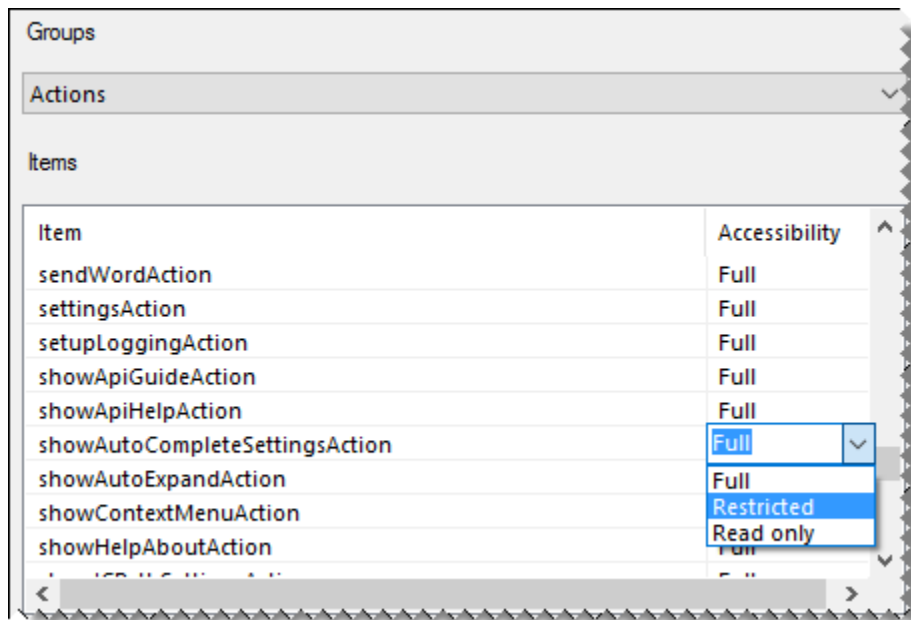 Groups
Actions
Items
Item Accessibility
sendWordAction Full
settingsAction Full
setupLoggingAction Full
showApiGuideAction Full
showApiHelpAction Full
showAutoCompleteSettingsAction Full
showAutoExpandAction Full
showContextMenuAction Restricted
showHelpAboutAction Read only